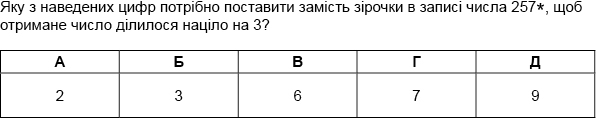 Яку з наведених цифр потрібно поставити замість зірочки в записі числа 257*, щоб
отримане число ділилося націло на 3?
А Б В Г Д
2 3 6 7 9